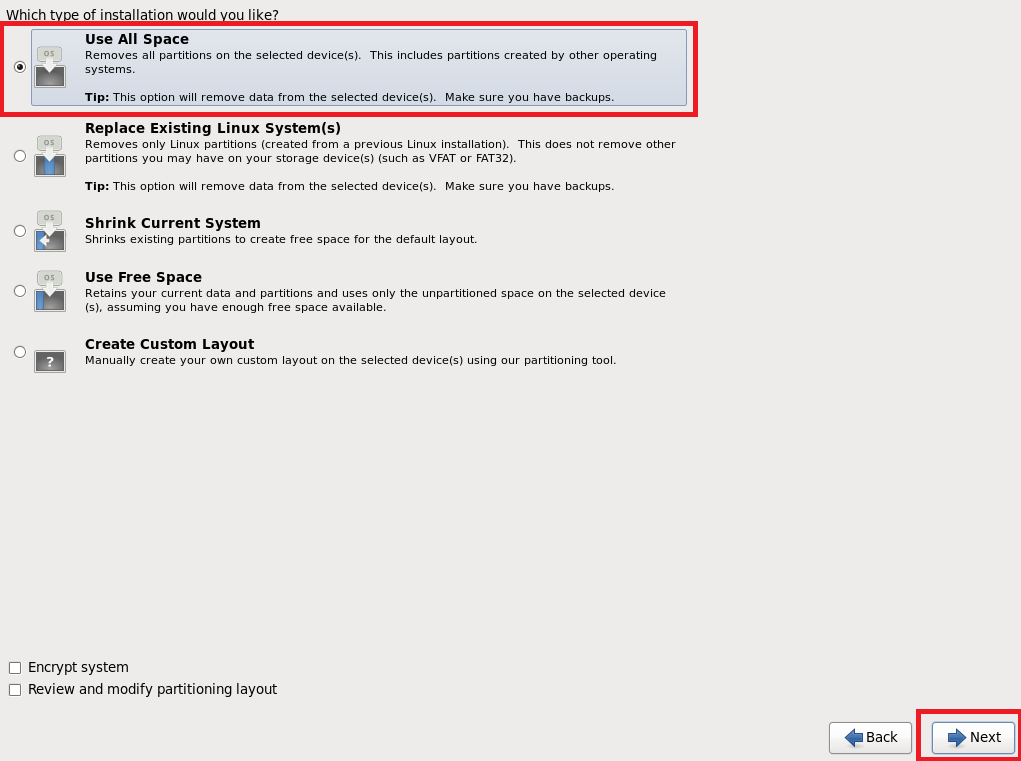 Which type of installation would you like?
OS
Use All Space
Removes all partitions on the selected device(s).  This includes partitions created by other operating
systems.
Tip: This option will remove data from the selected device(s).  Make sure you have backups.
OS
Replace Existing Linux System(s)
Removes only Linux partitions (created from a previous Linux installation).  This does not remove other
partitions you may have on your storage device(s) (such as VFAT or FAT32).
Tip: This option will remove data from the selected device(s).  Make sure you have backups.
OS
Shrink Current System
Shrinks existing partitions to create free space for the default layout.
OS
Use Free Space
Retains your current data and partitions and uses only the unpartitioned space on the selected device
(s), assuming you have enough free space available.
?
Create Custom Layout
Manually create your own custom layout on the selected device(s) using our partitioning tool.
Encrypt system
Review and modify partitioning layout
Back
Next